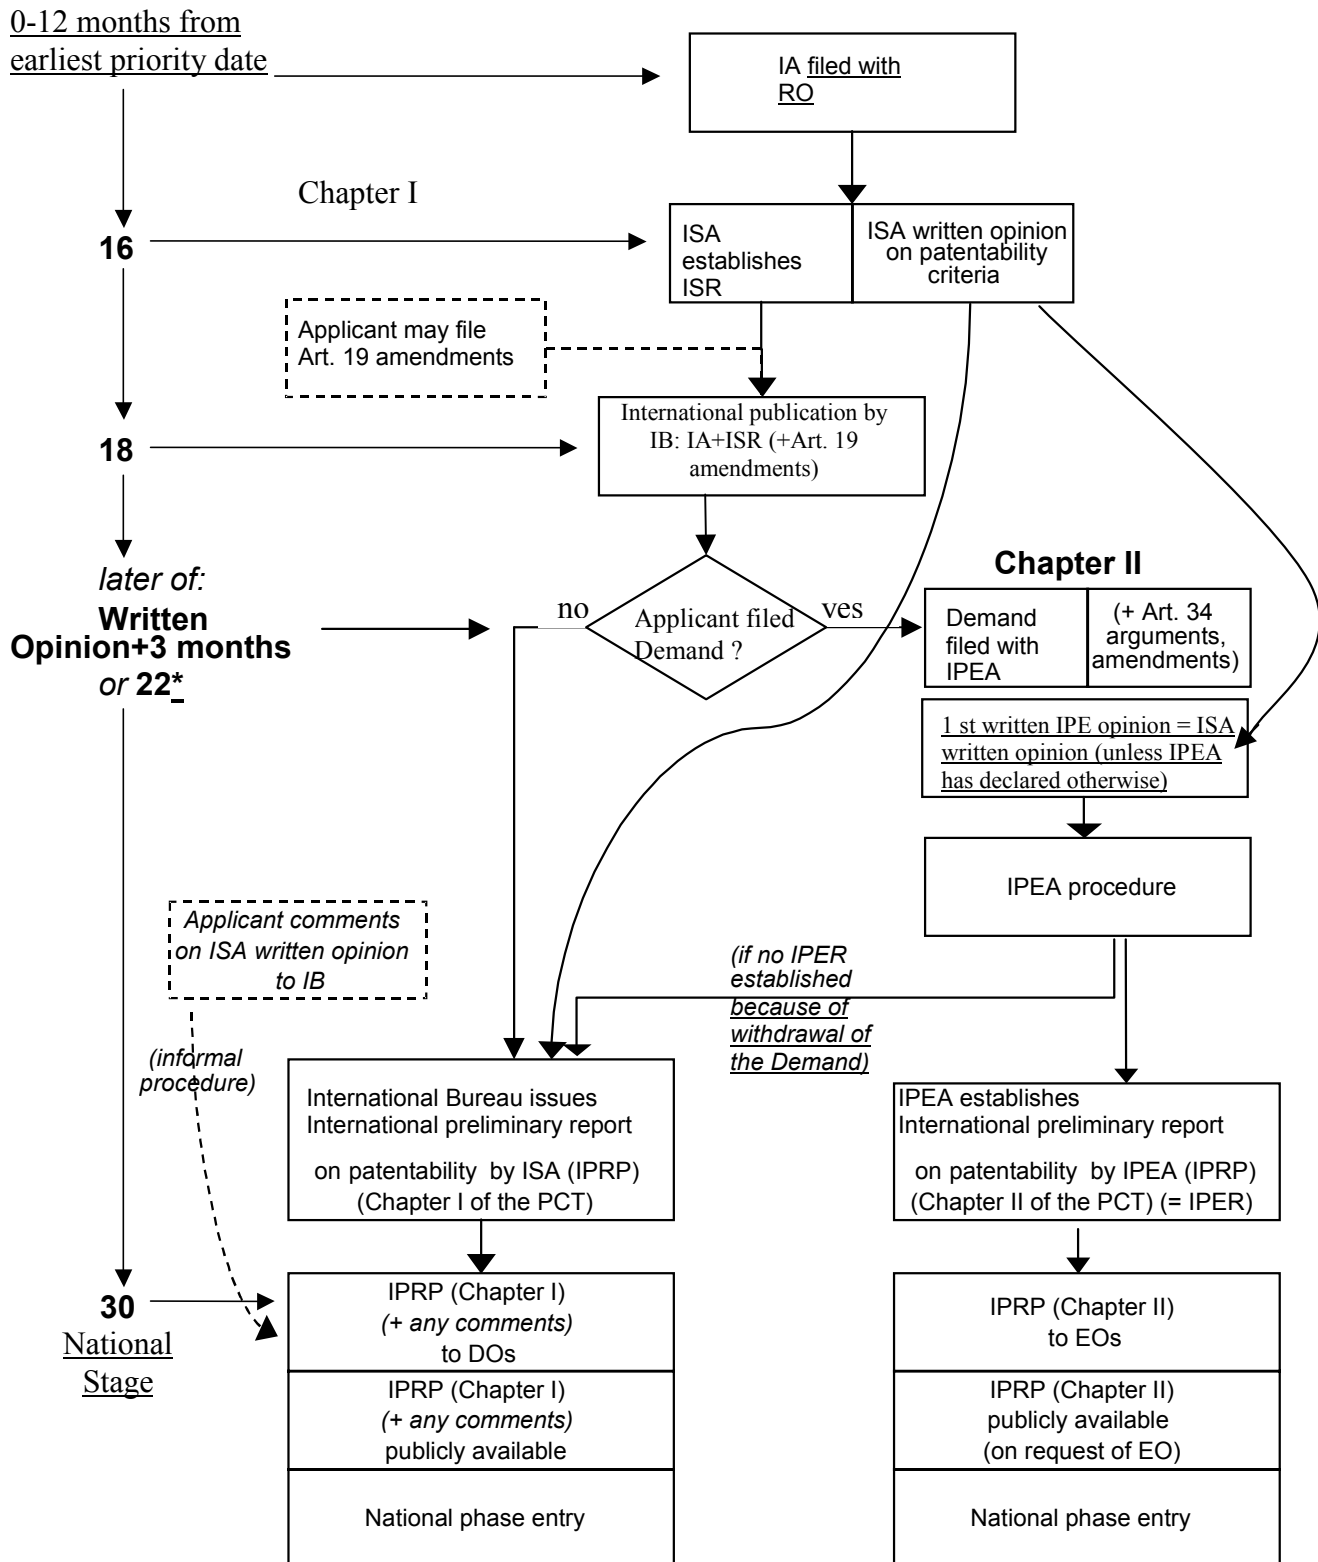 0-12 months from
earliest priority date
IA filed with
RO
Chapter I
16
ISA
establishes
ISR
ISA written opinion
on patentability
criteria
Applicant may file
Art. 19 amendments
18
International publication by
IB: IA+ISR (+Art. 19
amendments)
later of:
Written
Opinion+3 months
or 22*
no
Applicant filed
Demand ?
yes
Chapter II
Demand
filed with
IPEA
(+ Art. 34
arguments,
amendments)
1 st written IPE opinion = ISA
written opinion (unless IPEA
has declared otherwise)
IPEA procedure
Applicant comments
on ISA written opinion
to IB
(if no IPER
established
because of
withdrawal of
the Demand)
(informal
procedure)
International Bureau issues
International preliminary report
on patentability by ISA (IPRP)
(Chapter I of the PCT)
IPEA establishes
International preliminary report
on patentability by IPEA (IPRP)
(Chapter II of the PCT) (= IPER)
30
National
Stage
IPRP (Chapter I)
(+ any comments)
to DOs
IPRP (Chapter II)
to EOs
IPRP (Chapter I)
(+ any comments)
publicly available
IPRP (Chapter II)
publicly available
(on request of EO)
National phase entry
National phase entry